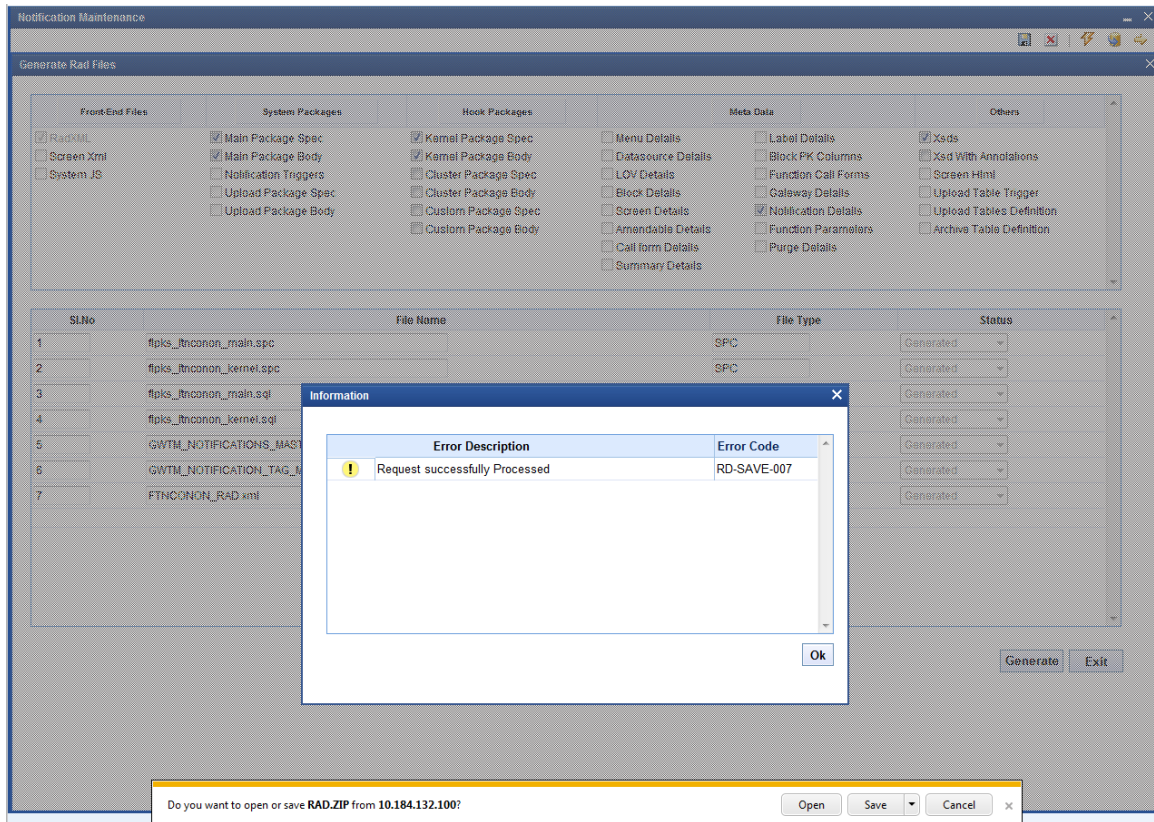 Notification Maintenance
Generate Rad Files
Front-End Files System Packages Hook Packages Meta Data Others
RadXML Main Package Spec Kernel Package Spec Menu Details Label Details Xsds
Screen Xml Main Package Body Kernel Package Body Datasource Details Block PK Columns Xsd With Annotations
System JS Notification Triggers Cluster Package Spec LOV Details Function Call Forms Screen Html
Upload Package Spec Cluster Package Body Block Details Gateway Details Upload Table Trigger
Upload Package Body Custom Package Spec Screen Details Notification Details Upload Tables Definition
Custom Package Body Amendable Details Function Parameters Archive Table Definition
Call form Details Purge Details
Summary Details
Sl.No File Name File Type Status
1 ftpks_ftnconon_main.spc SPC Generated
2 ftpks_ftnconon_kernel.spc SPC Generated
3 ftpks_ftnconon_main.sql Generated
4 ftpks_ftnconon_kernel.sql Generated
5 GWTM_NOTIFICATIONS_MAST Generated
6 GWTM_NOTIFICATION_TAG_M Generated
7 FTNCONON_RAD.xml Generated
Information
Error Description Error Code
Request successfully Processed RD-SAVE-007
Ok
Generate Exit
Do you want to open or save RAD.ZIP from 10.184.132.100? Open Save Cancel